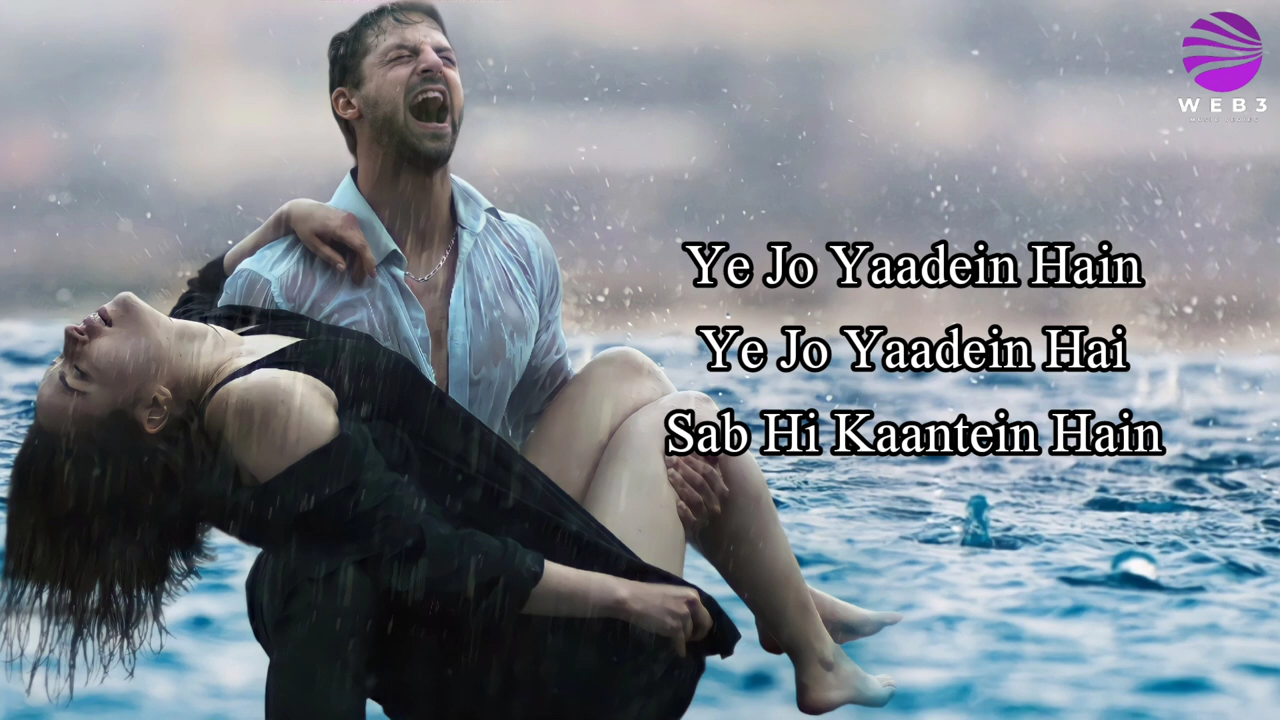 WEB3
Ye Jo Yaadein Hain
Ye Jo Yaadein Hai
Sab Hi Kaantein Hain